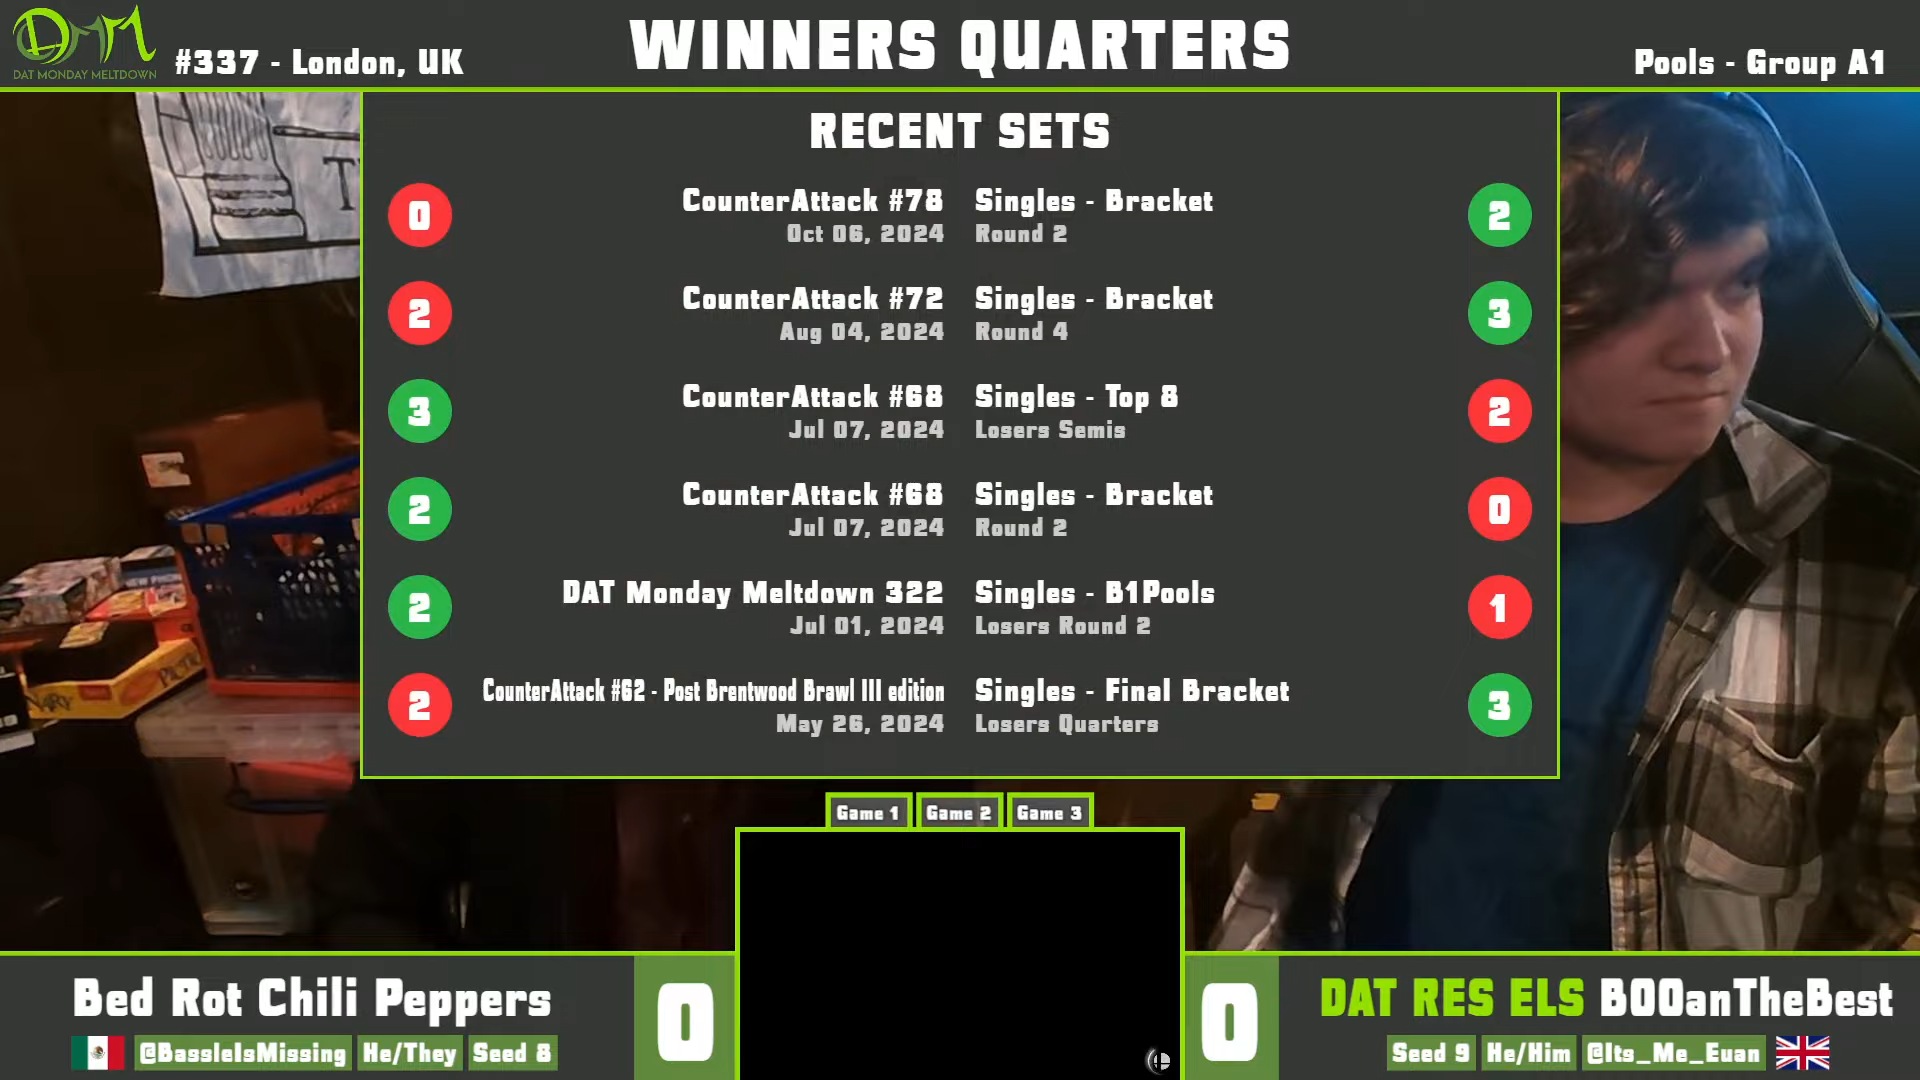 DMM
DAT MONDAY MELTDOWN
#337 - London, UK
WINNERS QUARTERS
Pools - Group A1
RECENT SETS
0
CounterAttack #78
Singles - Bracket
2
Oct 06, 2024
Round 2
2
CounterAttack #72
Singles - Bracket
3
Aug 04, 2024
Round 4
3
CounterAttack #68
Singles - Top 8
2
Jul 07, 2024
Losers Semis
2
CounterAttack #68
Singles - Bracket
0
Jul 07, 2024
Round 2
2
DAT Monday Meltdown 322
Singles - B1Pools
1
Jul 01, 2024
Losers Round 2
2
CounterAttack #62 - Post Brentwood Brawl III edition
Singles - Final Bracket
3
May 26, 2024
Losers Quarters
Game 1
Game 2
Game 3
Bed Rot Chili Peppers
0
0
DAT RES ELS BOOanTheBest
@BassleIsMissing
He/They
Seed 8
Seed 9
He/Him
@Its_Me_Euan